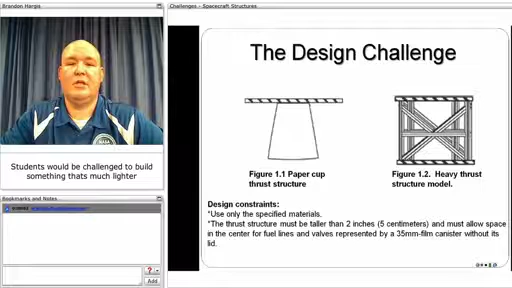 Brandon Hargis
Challenges - Spacecraft Structures
The Design Challenge
Figure 1.1 Paper cup
thrust structure
Figure 1.2. Heavy thrust
structure model.
Design constraints:
*Use only the specified materials.
*The thrust structure must be taller than 2 inches (5 centimeters) and must allow space
in the center for fuel lines and valves represented by a 35mm-film canister without its
lid.
NASA
Students would be challenged to build
something thats much lighter
Bookmarks and Notes
?
Add